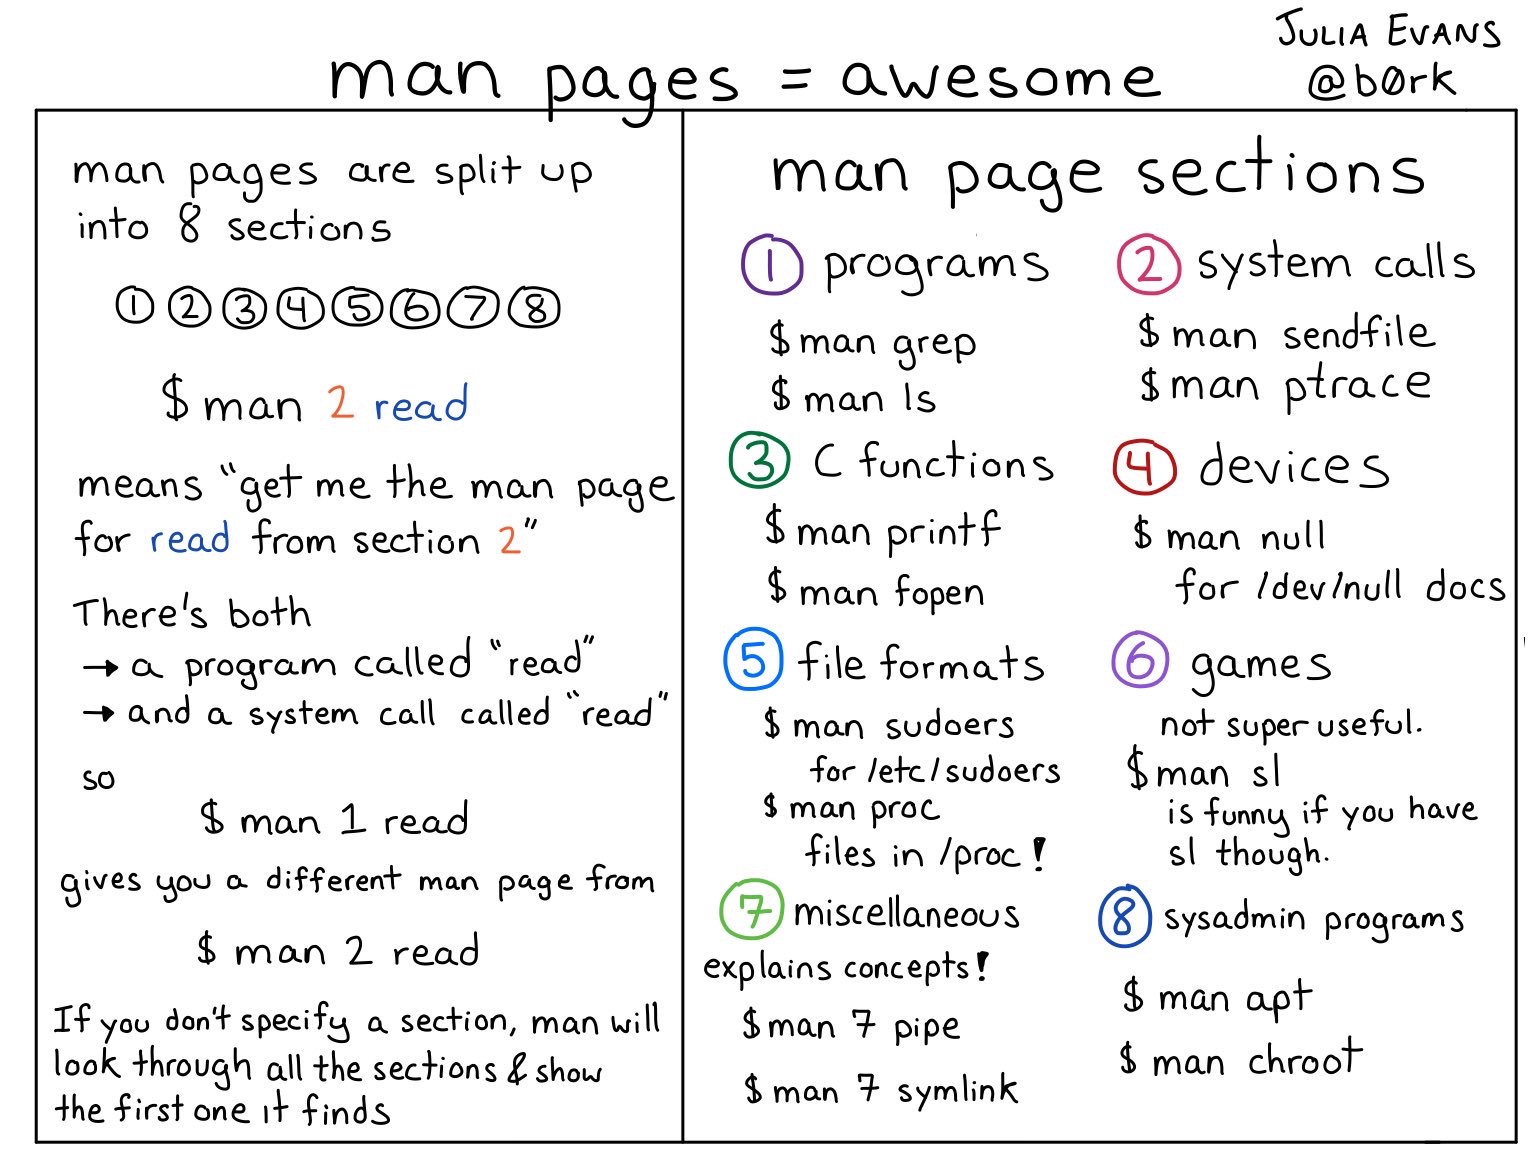 JULIA EVANS
@b0rk
man pages = awesome
man pages are split up
into 8 sections
1 2 3 4 5 6 7 8
$ man 2 read
means "get me the man page
for read from section 2"
There's both
→ a program called "read"
→ and a system call called "read"
so
$ man 1 read
gives you a different man page from
$ man 2 read
If you don't specify a section, man will
look through all the sections & show
the first one it finds
man page sections
1 programs
$ man grep
$ man ls
2 system calls
$ man sendfile
$ man ptrace
3 C functions
$ man printf
$ man fopen
4 devices
$ man null
for /dev/null docs
5 file formats
$ man sudoers
for /etc/sudoers
$ man proc
files in /proc!
6 games
not super useful.
$ man sl
is funny if you have
sl though.
7 miscellaneous
explains concepts!
$ man 7 pipe
$ man 7 symlink
8 sysadmin programs
$ man apt
$ man chroot